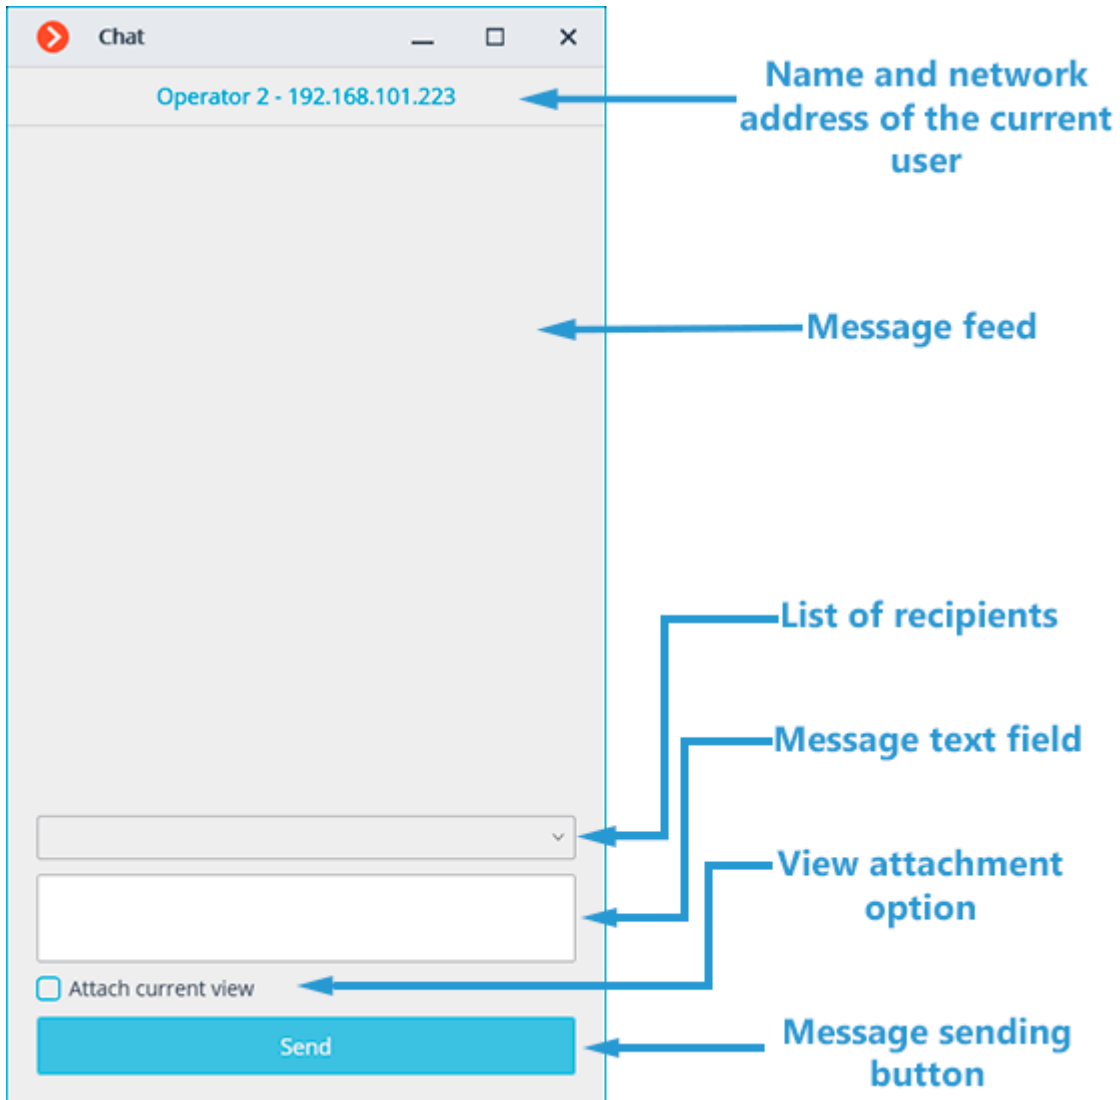 Chat
Operator 2 - 192.168.101.223
Name and network
address of the current
user
Message feed
List of recipients
Message text field
View attachment
option
Attach current view
Send
Message sending
button